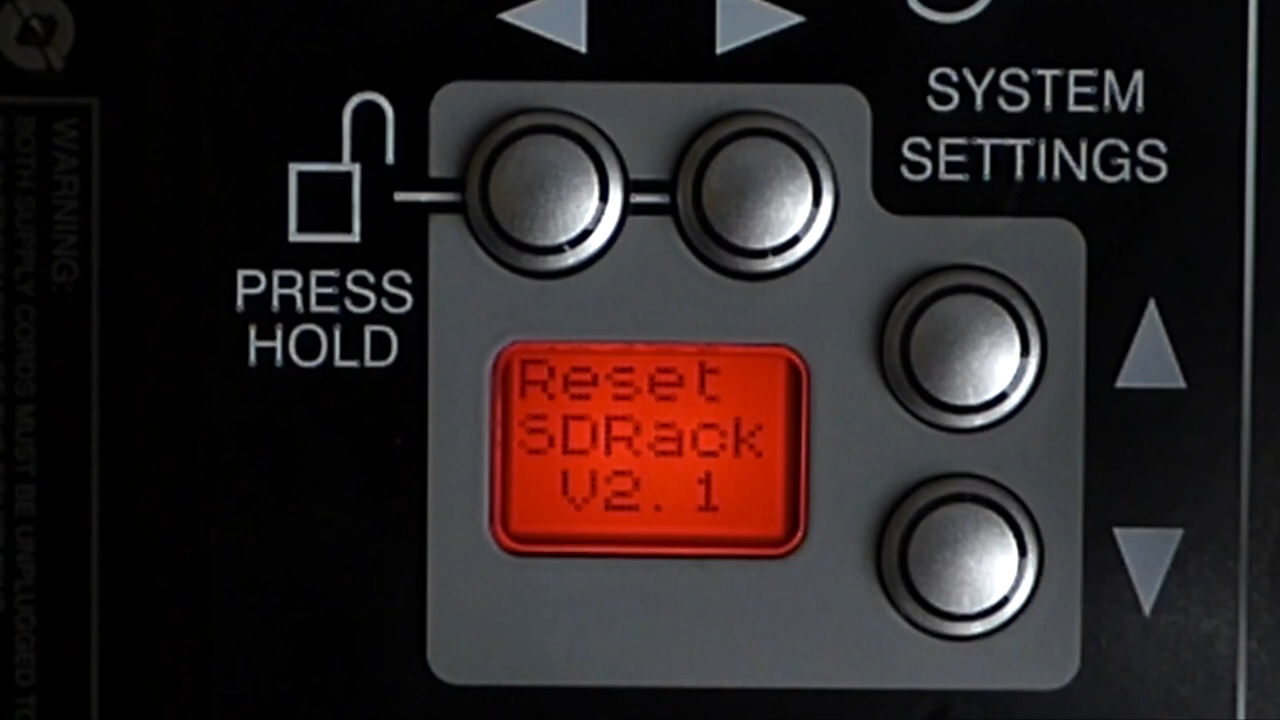 SYSTEM
SETTINGS
PRESS
HOLD
Reset
SDRack
V2.1
WARNING:
BOTH SUPPLY CORDS MUST BE UNPLUGGED TO